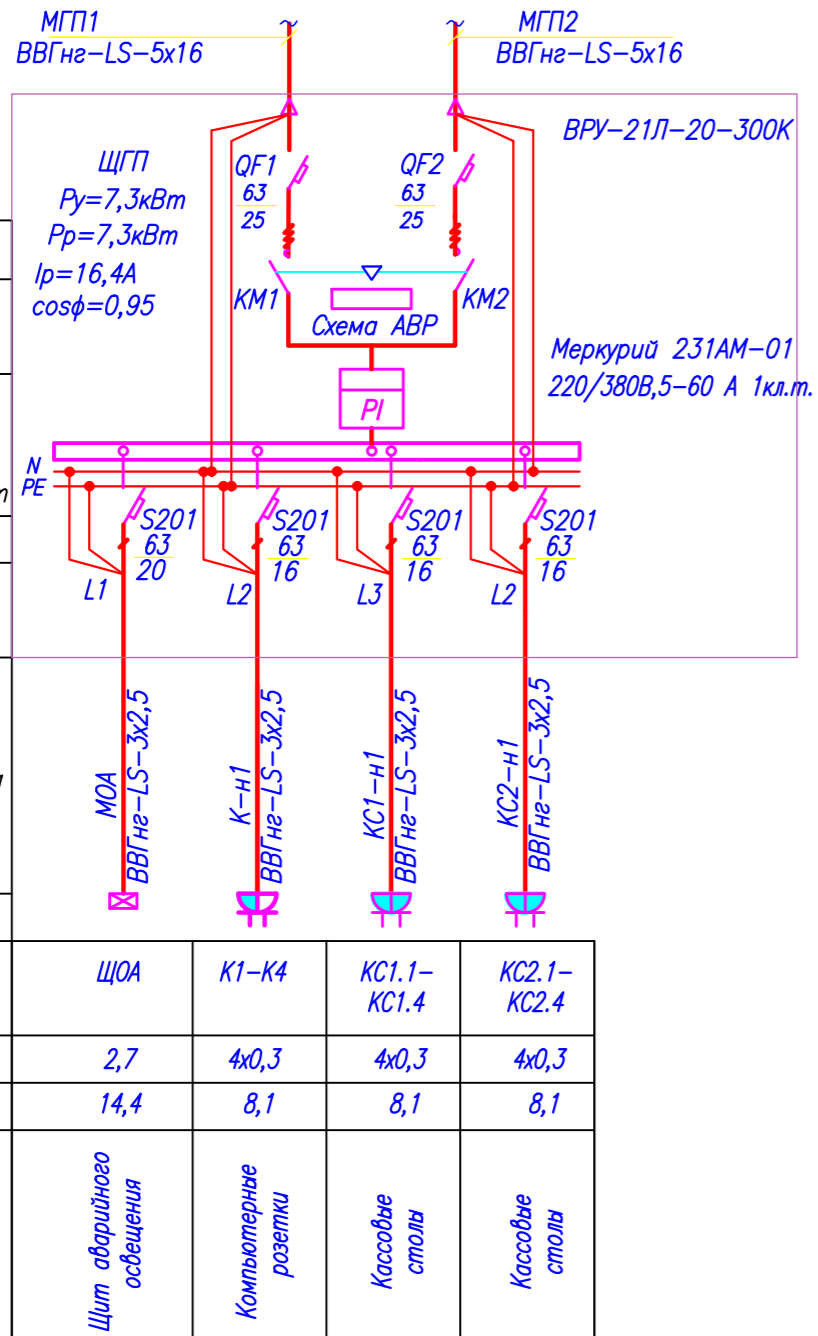 МГП1
ВВГнг-LS-5х16
МГП2
ВВГнг-LS-5х16
ВРУ-21Л-20-300К
ЩГП
Ру=7,3кВт
Рр=7,3кВт
Iр=16,4А
cosф=0,95
QF1
63
25
QF2
63
25
КМ1
КМ2
Схема АВР
Меркурий 231АМ-01
220/380В,5-60 А 1кл.т.
PI
N
PE
S201
63
20
L1
S201
63
16
L2
S201
63
16
L3
S201
63
16
L2
МОА
ВВГнг-LS-3х2,5
К-н1
ВВГнг-LS-3х2,5
КС1-н1
ВВГнг-LS-3х2,5
КС2-н1
ВВГнг-LS-3х2,5
ЩОА
К1-К4
КС1.1-
КС1.4
КС2.1-
КС2.4
2,7
4х0,3
4х0,3
4х0,3
14,4
8,1
8,1
8,1
Щит аварийного
освещения
Компьютерные
розетки
Кассовые
столы
Кассовые
столы